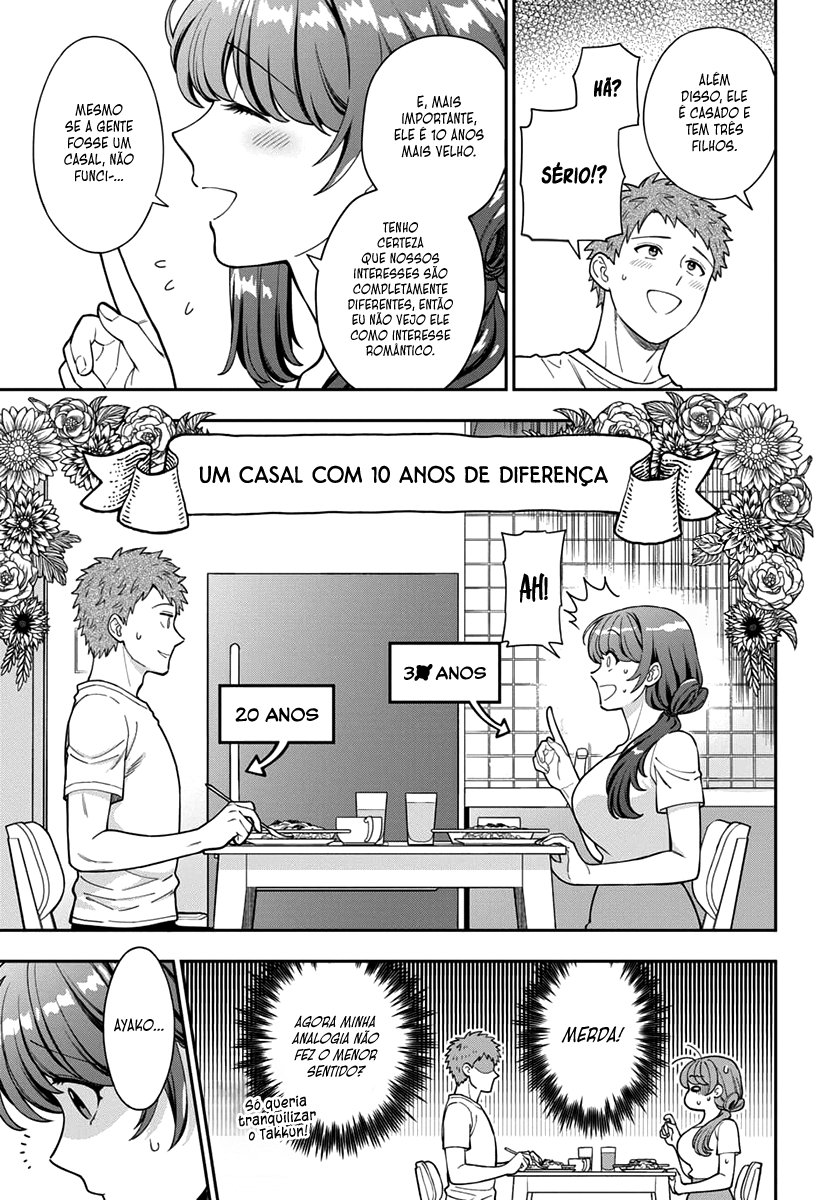 ALÉM
DISSO, ELE
É CASADO E
TEM TRÊS
FILHOS.
HÃ?
SÉRIO!?
E, MAIS
IMPORTANTE,
ELE É 10 ANOS
MAIS VELHO.
TENHO
CERTEZA
QUE NOSSOS
INTERESSES SÃO
COMPLETAMENTE
DIFERENTES, ENTÃO
EU NÃO VEJO ELE
COMO INTERESSE
ROMÂNTICO.
MESMO
SE A GENTE
FOSSE UM
CASAL, NÃO
FUNCI-...
UM CASAL COM 10 ANOS DE DIFERENÇA
AH!
3X ANOS
20 ANOS
MERDA!
AGORA MINHA
ANALOGIA NÃO
FEZ O MENOR
SENTIDO?
Só queria
tranquilizar
o Takkun!
AYAKO...